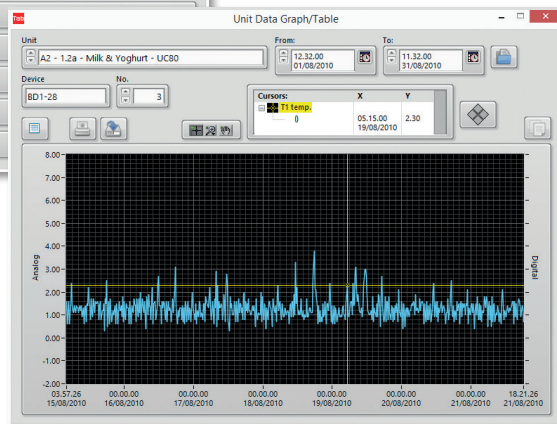 Tab
Unit Data Graph/Table
Unit
From:
To:
A2 - 1.2a - Milk & Yoghurt - UC80
12.32.00
01/08/2010
11.32.00
31/08/2010
Device
No.
BD1-28
3
Cursors:
X
Y
T1 temp.
0
05.15.00
19/08/2010
2.30
8.00
7.00
6.00
5.00
4.00
3.00
2.00
1.00
0.00
-1.00
-2.00
Analog
Digital
03.57.26
15/08/2010
00.00.00
16/08/2010
00.00.00
17/08/2010
00.00.00
18/08/2010
00.00.00
19/08/2010
00.00.00
20/08/2010
00.00.00
21/08/2010
18.21.26
21/08/2010